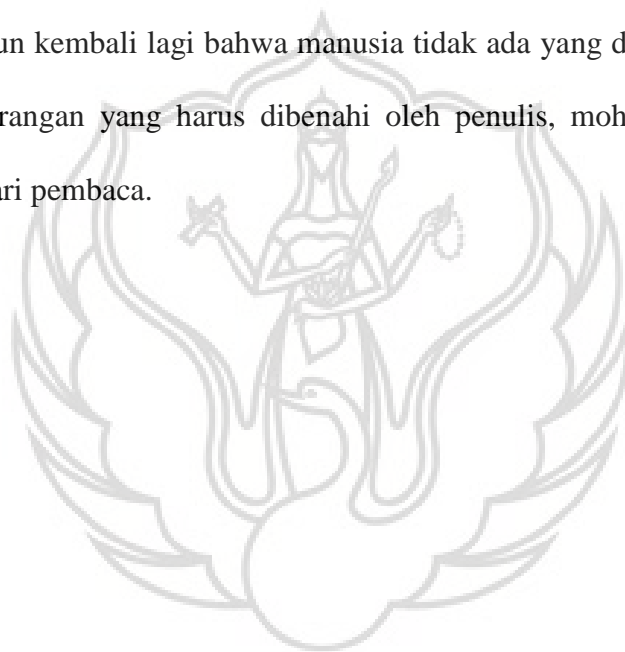 un kembali lagi bahwa manusia tidak ada yang d
rangan yang harus dibenahi oleh penulis, moh
ari pembaca.